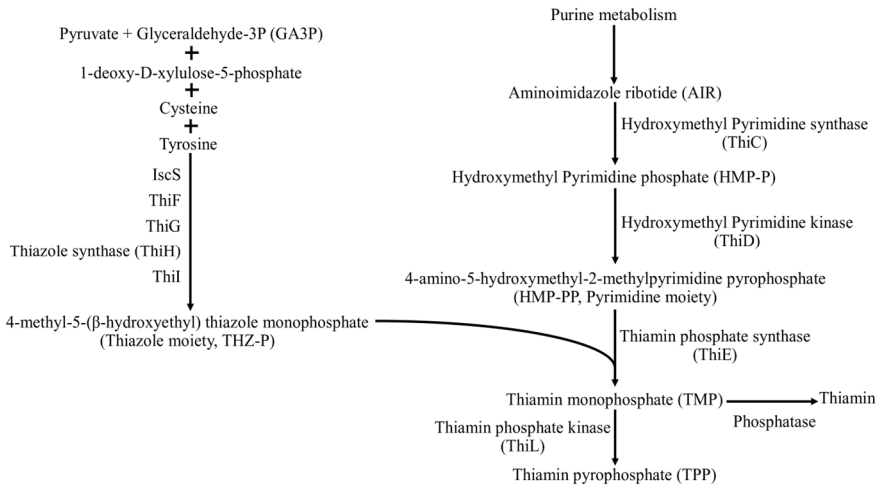 Pyruvate + Glyceraldehyde-3P (GA3P)
+
1-deoxy-D-xylulose-5-phosphate
+
Cysteine
+
Tyrosine
IscS
ThiF
ThiG
Thiazole synthase (ThiH)
ThiI
4-methyl-5-(β-hydroxyethyl) thiazole monophosphate
(Thiazole moiety, THZ-P)
Purine metabolism
Aminoimidazole ribotide (AIR)
Hydroxymethyl Pyrimidine synthase
(ThiC)
Hydroxymethyl Pyrimidine phosphate (HMP-P)
Hydroxymethyl Pyrimidine kinase
(ThiD)
4-amino-5-hydroxymethyl-2-methylpyrimidine pyrophosphate
(HMP-PP, Pyrimidine moiety)
Thiamin phosphate synthase
(ThiE)
Thiamin monophosphate (TMP)
Phosphatase
Thiamin
Thiamin phosphate kinase
(ThiL)
Thiamin pyrophosphate (TPP)